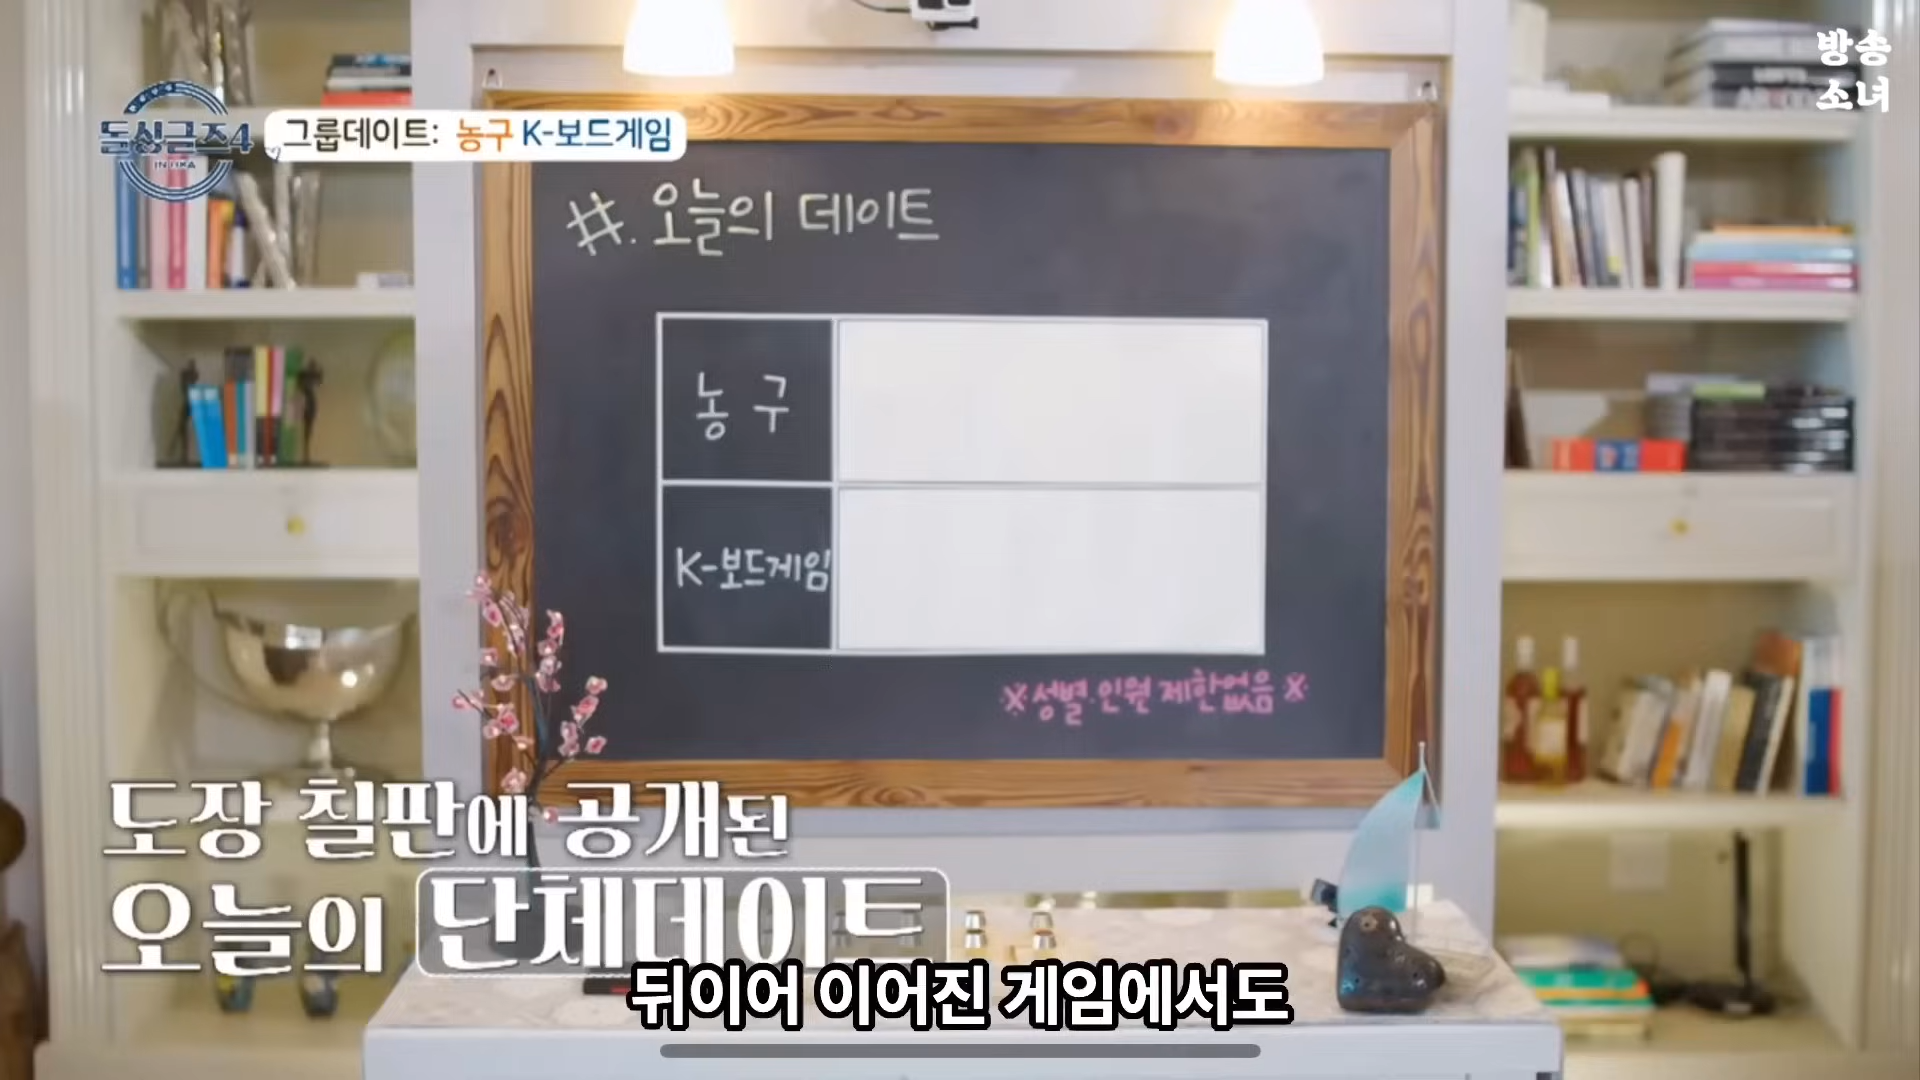 방송
소녀
돌싱글즈4
IN USA
그룹데이트: 농구 K-보드게임
#. 오늘의 데이트
농구
K-보드게임
※성별.인원 제한없음※
도장 칠판에 공개된
오늘의 단체데이트
뒤이어 이어진 게임에서도